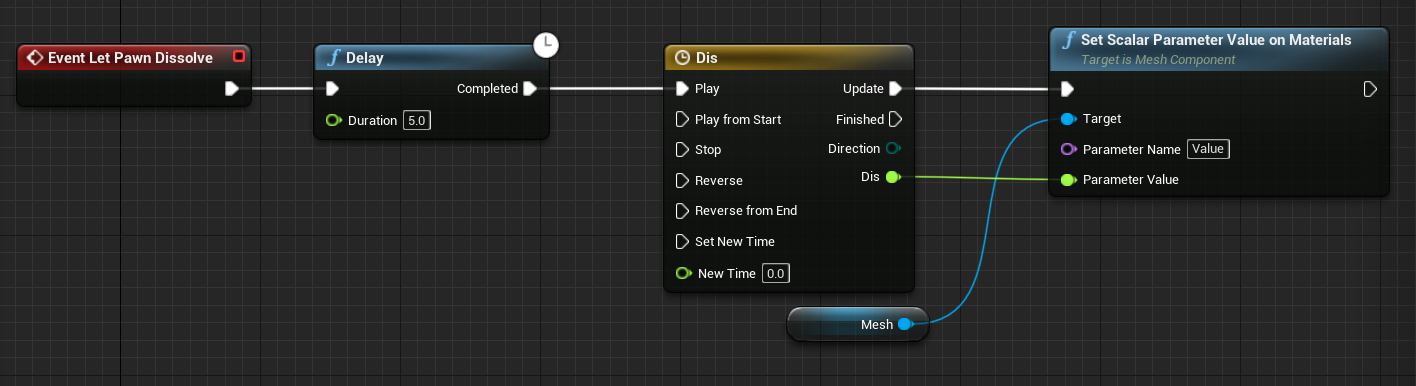 Event Let Pawn Dissolve
Delay
Completed
Duration 5.0
Dis
Play Update
Play from Start Finished
Stop Direction
Reverse Dis
Reverse from End
Set New Time
New Time 0.0
Mesh
Set Scalar Parameter Value on Materials
Target is Mesh Component
Target
Parameter Name Value
Parameter Value